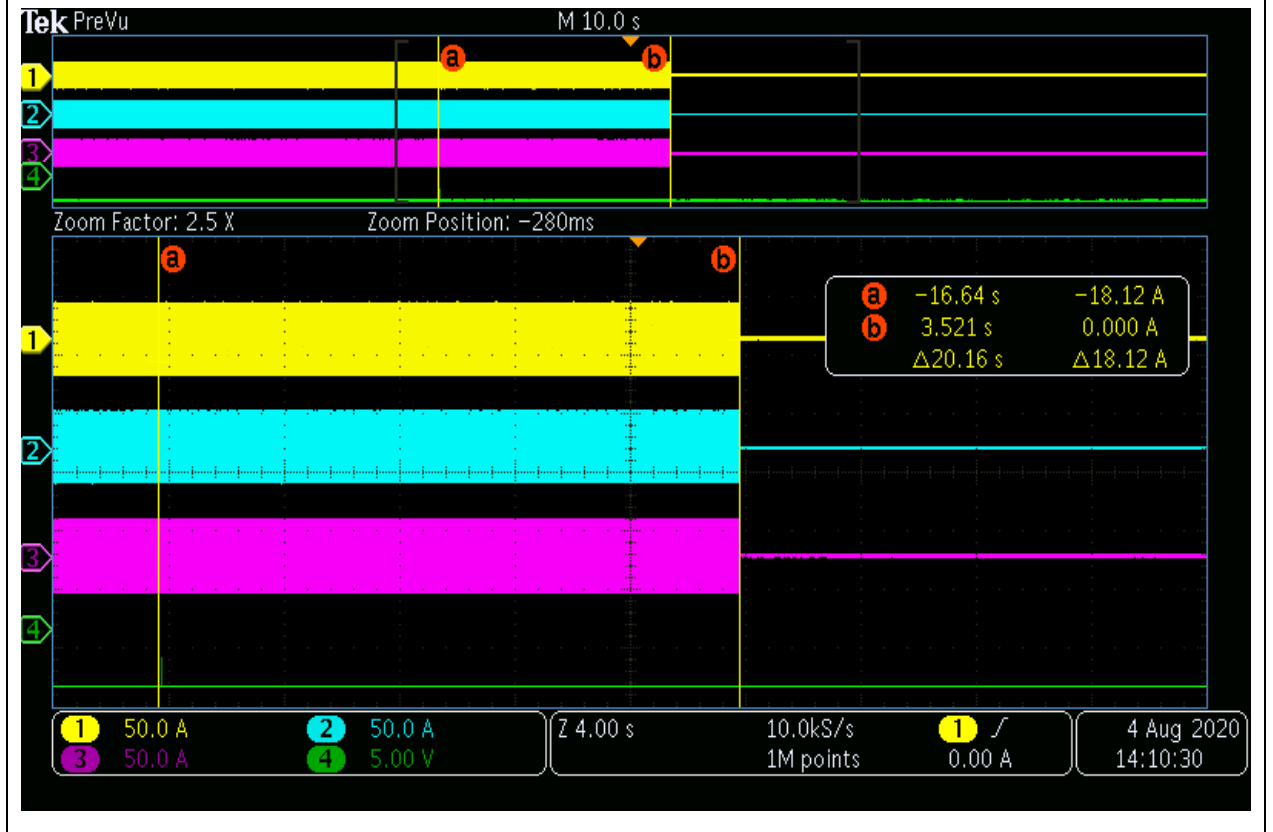 Tek PreVu M 10.0 s
a b
1
2
3
4
Zoom Factor: 2.5 X Zoom Position: −280ms
a b
a −16.64 s −18.12 A
b 3.521 s 0.000 A
△20.16 s △18.12 A
1
2
3
4
1 50.0 A 2 50.0 A Z 4.00 s 10.0kS/s 1 4 Aug 2020
3 50.0 A 4 5.00 V 1M points 0.00 A 14:10:30